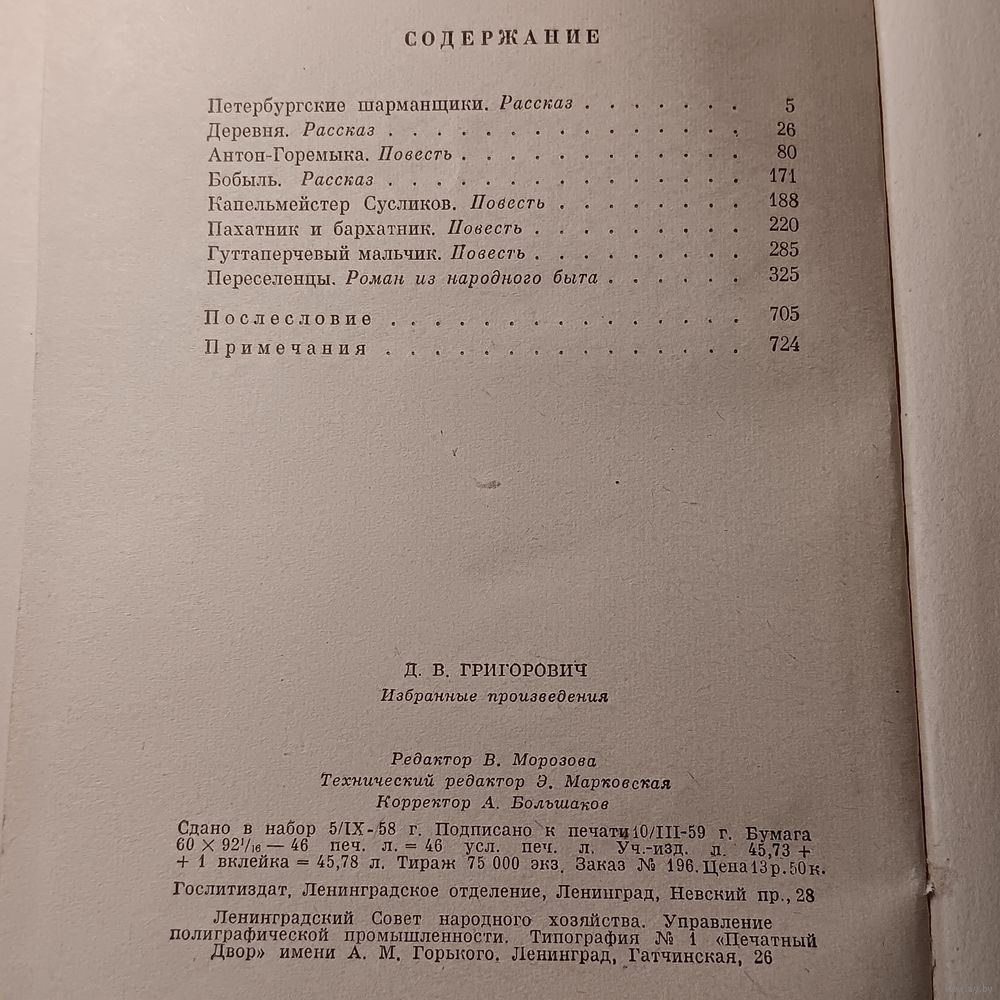 СОДЕРЖАНИЕ
Петербургские шарманщики. Рассказ . . . . . . . 5
Деревня. Рассказ . . . . . . . . . . . . . . . 26
Антон-Горемыка. Повесть . . . . . . . . . . . . 80
Бобыль. Рассказ . . . . . . . . . . . . . . . 171
Капельмейстер Сусликов. Повесть . . . . . . . . 188
Пахатник и бархатник. Повесть . . . . . . . . . 220
Гуттаперчевый мальчик. Повесть . . . . . . . . . 285
Переселенцы. Роман из народного быта . . . . . . 325
Послесловие . . . . . . . . . . . . . . . 705
Примечания . . . . . . . . . . . . . . . 724
Д. В. ГРИГОРОВИЧ
Избранные произведения
Редактор В. Морозова
Технический редактор Э. Марковская
Корректор А. Большаков
Сдано в набор 5/IX-58 г. Подписано к печати 10/III-59 г. Бумага
60 × 92¹/₁₆ — 46 печ. л. = 46 усл. печ. л. Уч.-изд. л. 45,73 +
+ 1 вклейка = 45,78 л. Тираж 75 000 экз. Заказ № 196. Цена 13 р. 50 к.
Гослитиздат, Ленинградское отделение, Ленинград, Невский пр., 28
Ленинградский Совет народного хозяйства. Управление
полиграфической промышленности. Типография № 1 «Печатный
Двор» имени А. М. Горького. Ленинград, Гатчинская, 26